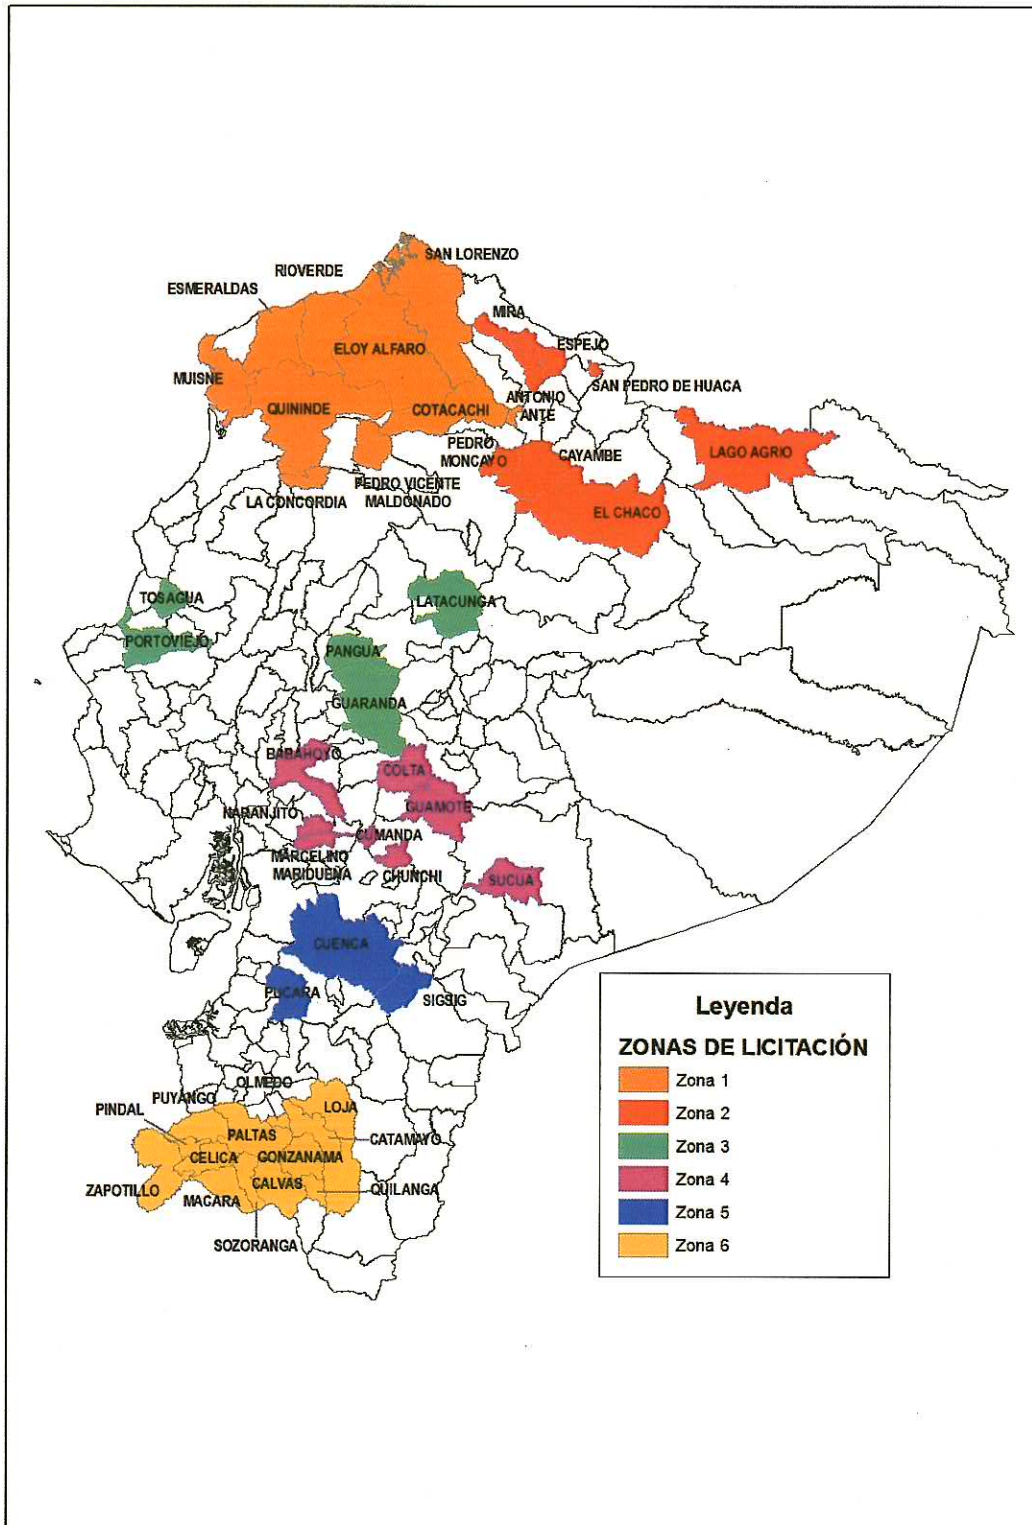 SAN LORENZO
RIOVERDE
ESMERALDAS
MIRA
ESPEJO
ELOY ALFARO
MUISNE
SAN PEDRO DE HUACA
ANTONIO
ANTE
QUININDE
COTACACHI
PEDRO
MONCAYO
CAYAMBE
LAGO AGRIO
PEDRO VICENTE
MALDONADO
LA CONCORDIA
EL CHACO
TOSAGUA
LATACUNGA
PORTOVIEJO
PANGUA
GUARANDA
BABAHOYO
COLTA
GUAMOTE
NARANJITO
CUMANDA
MARCELINO
MARIDUEÑA
CHUNCHI
SUCUA
CUENCA
PUCARA
SIGSIG
Leyenda
ZONAS DE LICITACIÓN
Zona 1
Zona 2
Zona 3
Zona 4
Zona 5
Zona 6
OLMEDO
PUYANGO
PINDAL
LOJA
PALTAS
CATAMAYO
CELICA
GONZANAMA
ZAPOTILLO
CALVAS
QUILANGA
MACARA
SOZORANGA